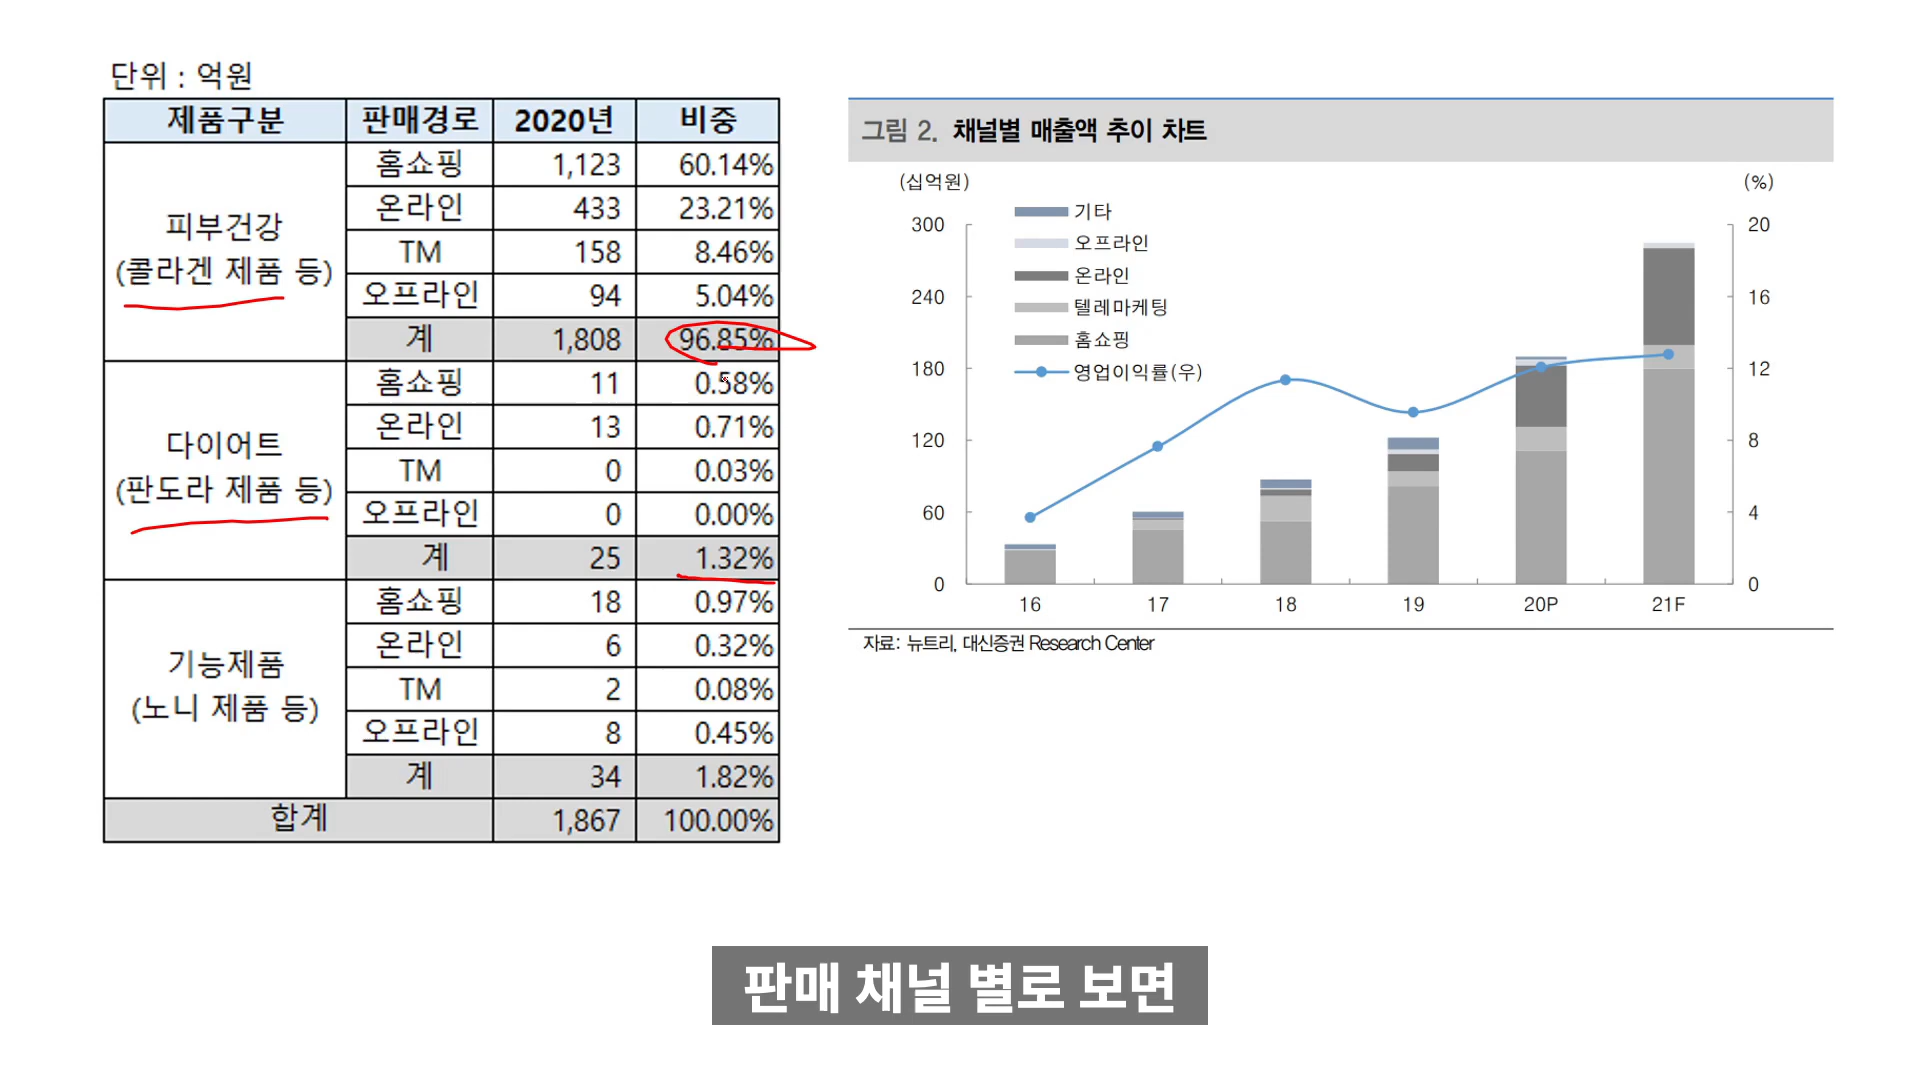 단위 : 억원
제품구분 판매경로 2020년 비중
피부건강
(콜라겐 제품 등)
홈쇼핑 1,123 60.14%
온라인 433 23.21%
TM 158 8.46%
오프라인 94 5.04%
계 1,808 96.85%
다이어트
(판도라 제품 등)
홈쇼핑 11 0.58%
온라인 13 0.71%
TM 0 0.03%
오프라인 0 0.00%
계 25 1.32%
기능제품
(노니 제품 등)
홈쇼핑 18 0.97%
온라인 6 0.32%
TM 2 0.08%
오프라인 8 0.45%
계 34 1.82%
합계 1,867 100.00%
그림 2. 채널별 매출액 추이 차트
(십억원) (%)
기타
오프라인
온라인
텔레마케팅
홈쇼핑
영업이익률(우)
300
240
180
120
60
0
20
16
12
8
4
0
16 17 18 19 20P 21F
자료: 뉴트리, 대신증권 Research Center
판매 채널 별로 보면